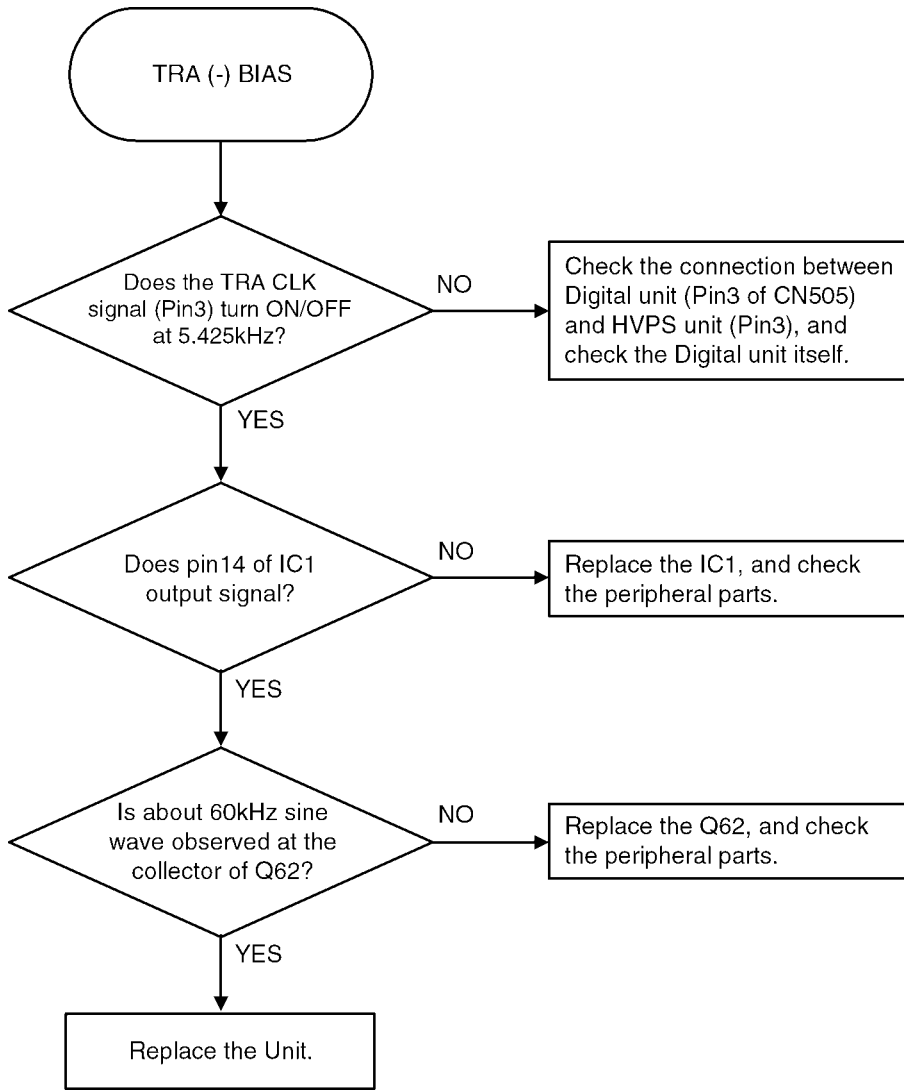 TRA (-) BIAS
Does the TRA CLK
signal (Pin3) turn ON/OFF
at 5.425kHz?
NO
Check the connection between
Digital unit (Pin3 of CN505)
and HVPS unit (Pin3), and
check the Digital unit itself.
YES
Does pin14 of IC1
output signal?
NO
Replace the IC1, and check
the peripheral parts.
YES
Is about 60kHz sine
wave observed at the
collector of Q62?
NO
Replace the Q62, and check
the peripheral parts.
YES
Replace the Unit.